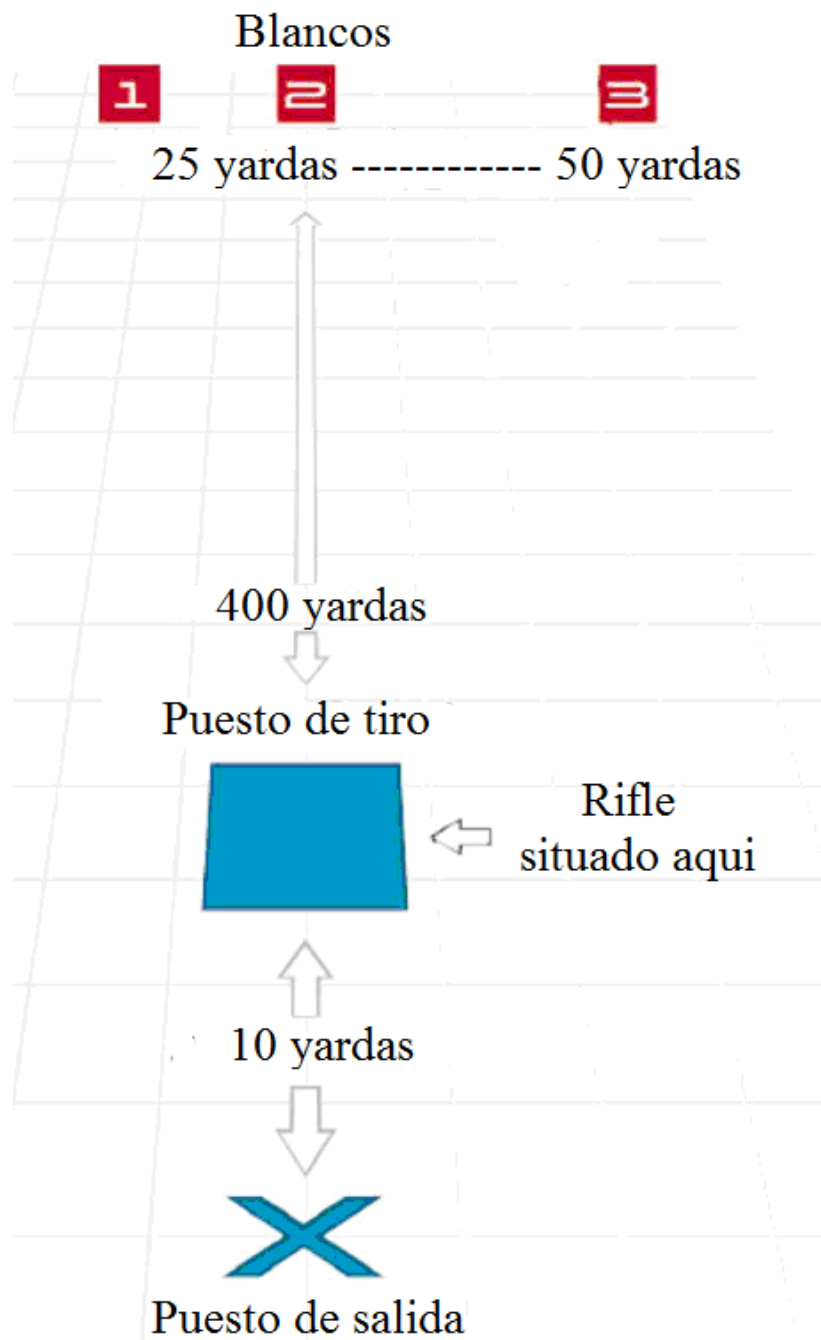 Blancos
1 2 3
25 yardas ------------ 50 yardas
400 yardas
Puesto de tiro
Rifle
situado aqui
10 yardas
Puesto de salida